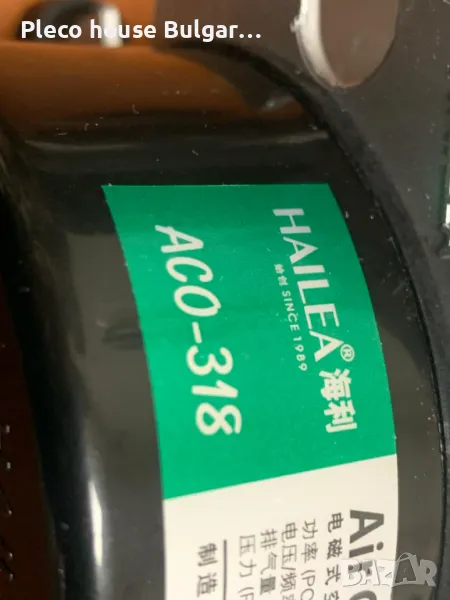 Pleco house Bulgar...
HAILEA® 海利
始创 SINCE 1989
ACO-318
Air
电磁式
功率
电压/频
排气量
压力
制造
BAZAR